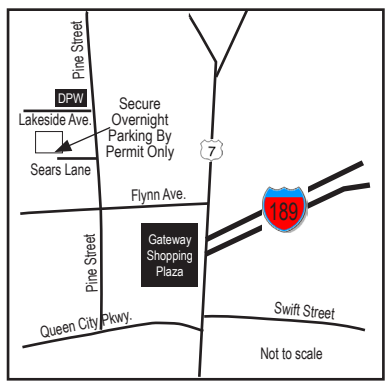 Pine Street
DPW
Lakeside Ave.
Secure
Overnight
Parking By
Permit Only
Sears Lane
7
Flynn Ave.
189
Gateway
Shopping
Plaza
Pine Street
Queen City Pkwy.
Swift Street
Not to scale